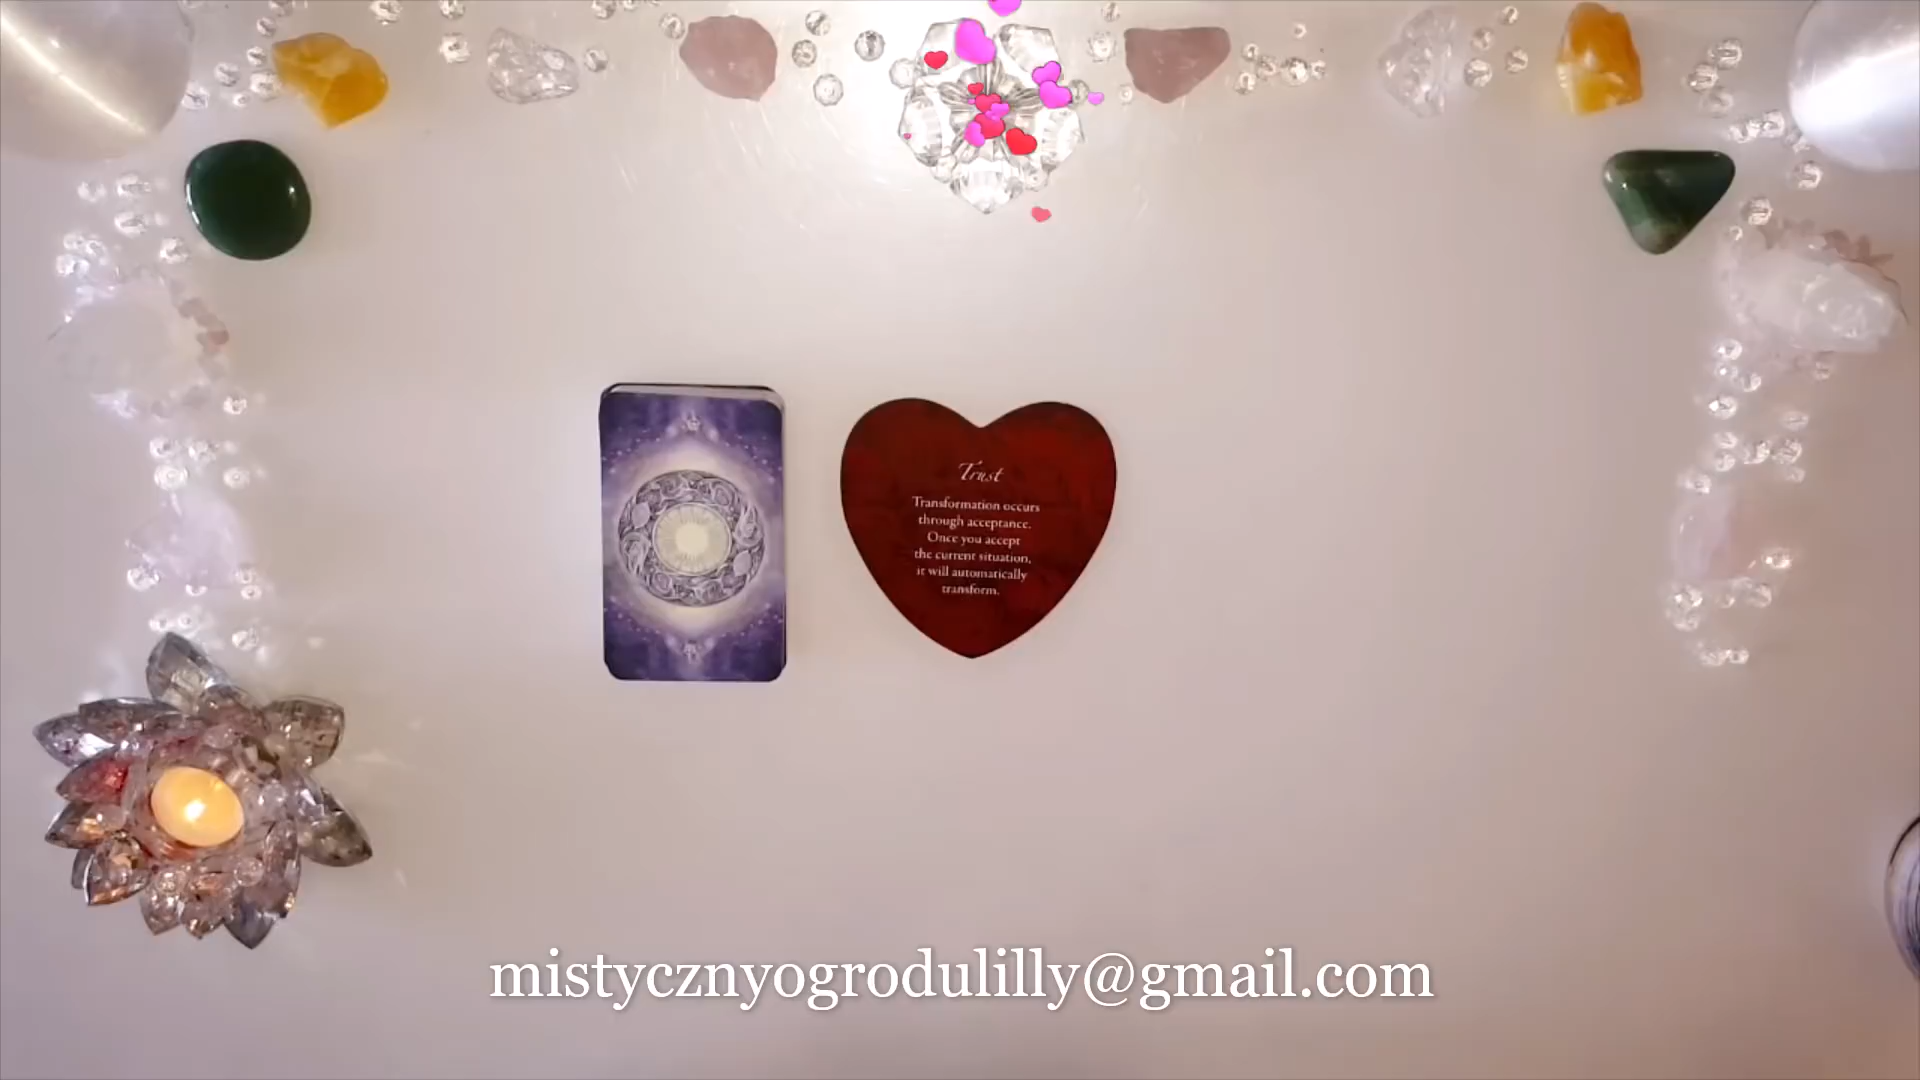 Trust
Transformation occurs
through acceptance.
Once you accept
the current situation,
it will automatically
transform.
mistycznyogrodulilly@gmail.com